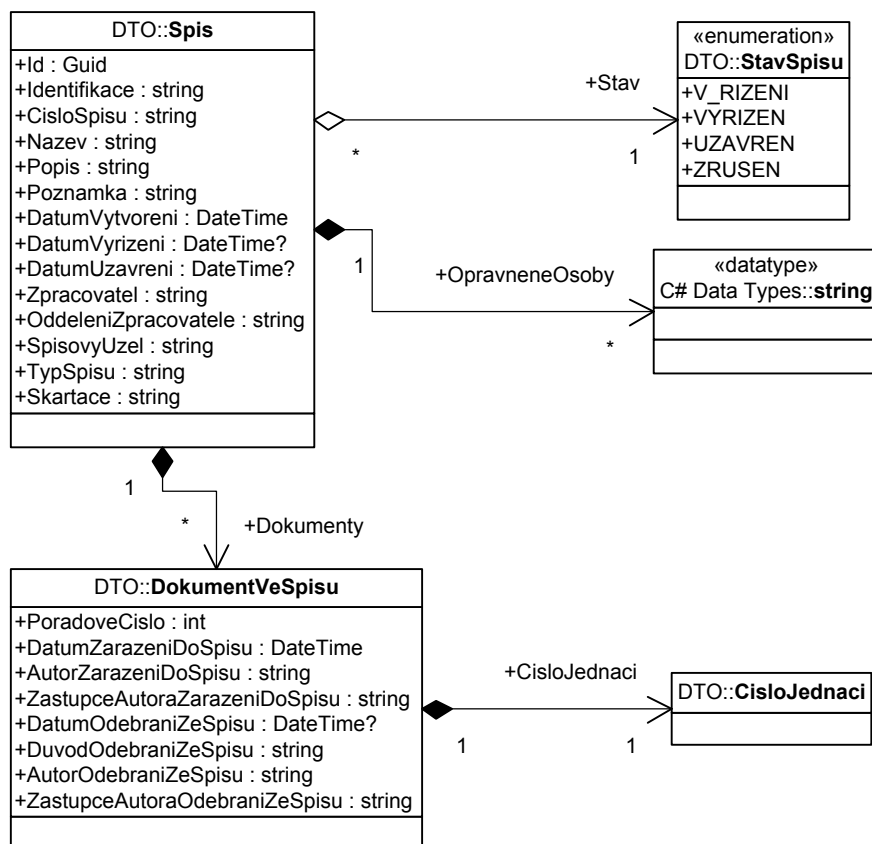 DTO::Spis
+Id : Guid
+Identifikace : string
+CisloSpisu : string
+Nazev : string
+Popis : string
+Poznamka : string
+DatumVytvoreni : DateTime
+DatumVyrizeni : DateTime?
+DatumUzavreni : DateTime?
+Zpracovatel : string
+OddeleniZpracovatele : string
+SpisovyUzel : string
+TypSpisu : string
+Skartace : string
+Stav
*
1
«enumeration»
DTO::StavSpisu
+V_RIZENI
+VYRIZEN
+UZAVREN
+ZRUSEN
1
+OpravneneOsoby
*
«datatype»
C# Data Types::string
1
*
+Dokumenty
DTO::DokumentVeSpisu
+PoradoveCislo : int
+DatumZarazeniDoSpisu : DateTime
+AutorZarazeniDoSpisu : string
+ZastupceAutoraZarazeniDoSpisu : string
+DatumOdebraniZeSpisu : DateTime?
+DuvodOdebraniZeSpisu : string
+AutorOdebraniZeSpisu : string
+ZastupceAutoraOdebraniZeSpisu : string
+CisloJednaci
1
1
DTO::CisloJednaci